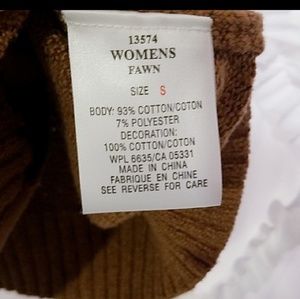 13574
WOMENS
FAWN
SIZE S
BODY: 93% COTTON/COTON
7% POLYESTER
DECORATION:
100% COTTON/COTON
WPL 6635/CA 05331
MADE IN CHINA
FABRIQUE EN CHINE
SEE REVERSE FOR CARE